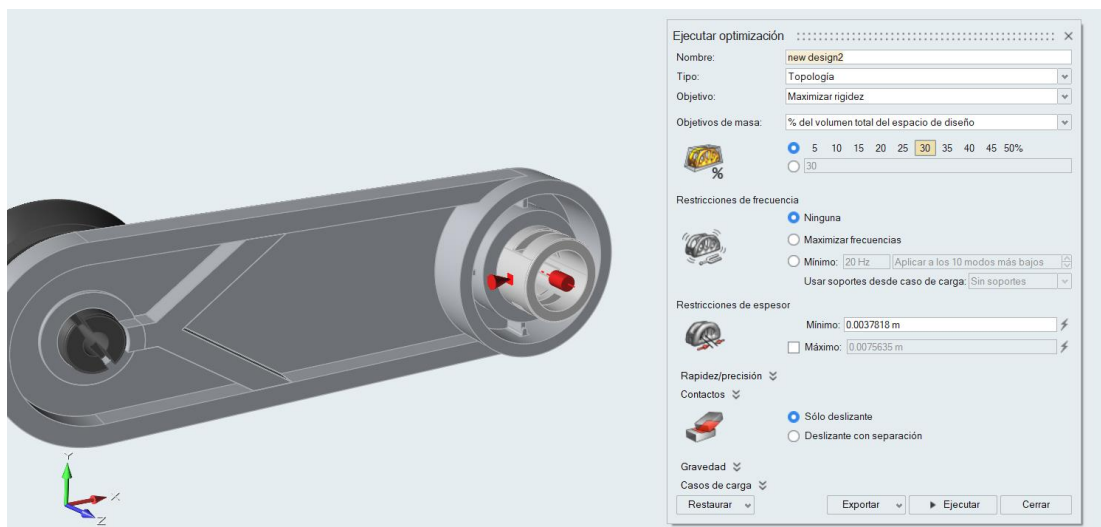 Ejecutar optimización
Nombre: new design2
Tipo: Topología
Objetivo: Maximizar rigidez
Objetivos de masa: % del volumen total del espacio de diseño
5 10 15 20 25 30 35 40 45 50%
30
%
Restricciones de frecuencia
Ninguna
Maximizar frecuencias
Mínimo: 20 Hz Aplicar a los 10 modos más bajos
Usar soportes desde caso de carga: Sin soportes
Restricciones de espesor
Mínimo: 0.0037818 m
Máximo: 0.0075635 m
Rapidez/precisión
Contactos
Sólo deslizante
Deslizante con separación
Gravedad
Casos de carga
Restaurar Exportar Ejecutar Cerrar
Y
X
Z